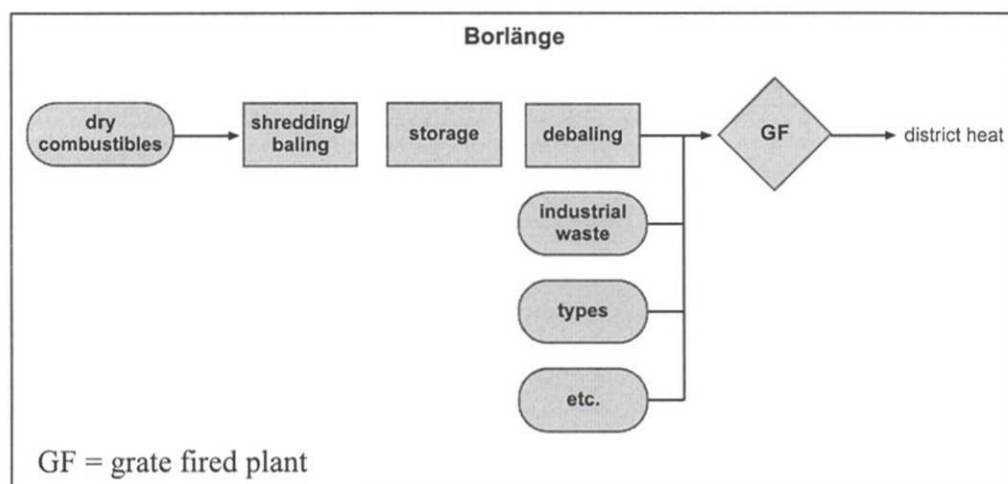 Borlänge
dry
combustibles
shredding/
baling
storage
debaling
GF
district heat
industrial
waste
types
etc.
GF = grate fired plant